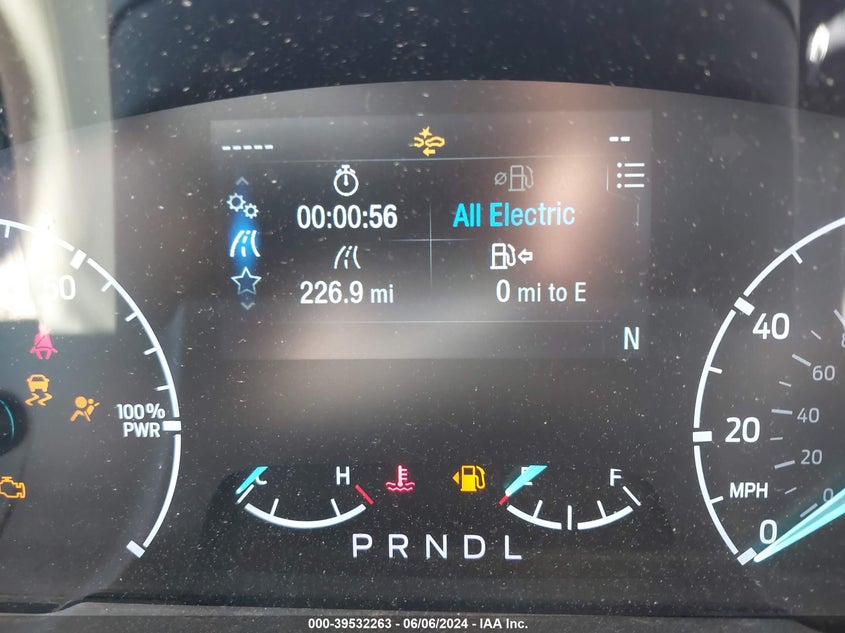 ----- --
00:00:56 All Electric
226.9 mi 0 mi to E
N
40
60
100% PWR
40
20
20
MPH
0
0
C H E F
PRNDL
000-39532263 - 06/06/2024 - IAA Inc.